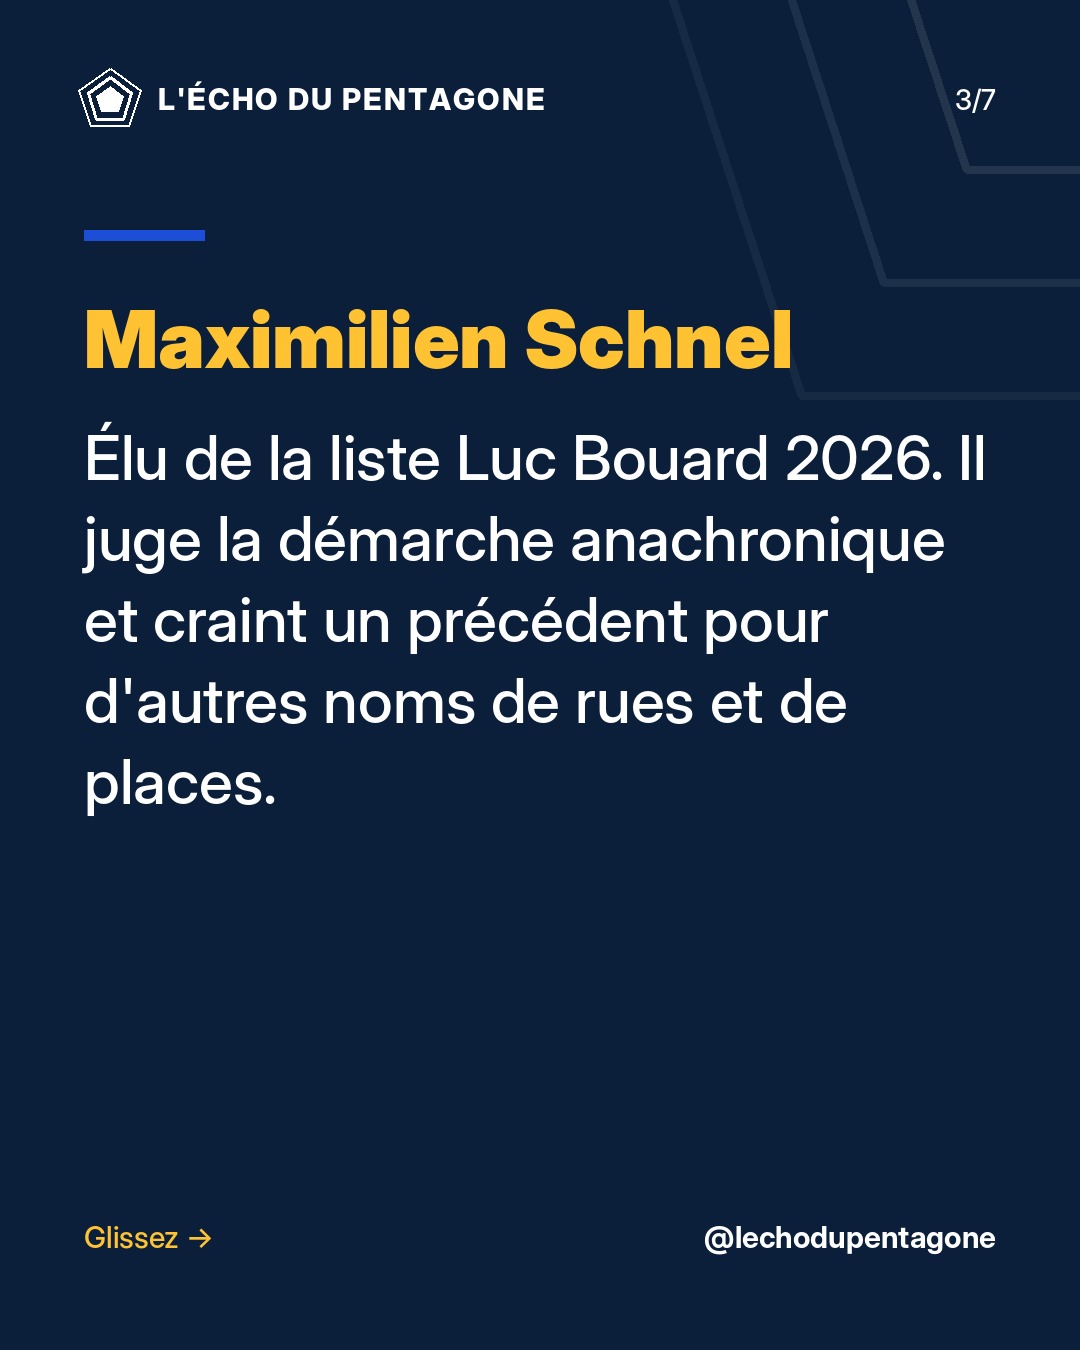 L'ÉCHO DU PENTAGONE
3/7
Maximilien Schnel
Élu de la liste Luc Bouard 2026. Il
juge la démarche anachronique
et craint un précédent pour
d'autres noms de rues et de
places.
Glissez →
@lechodupentagone